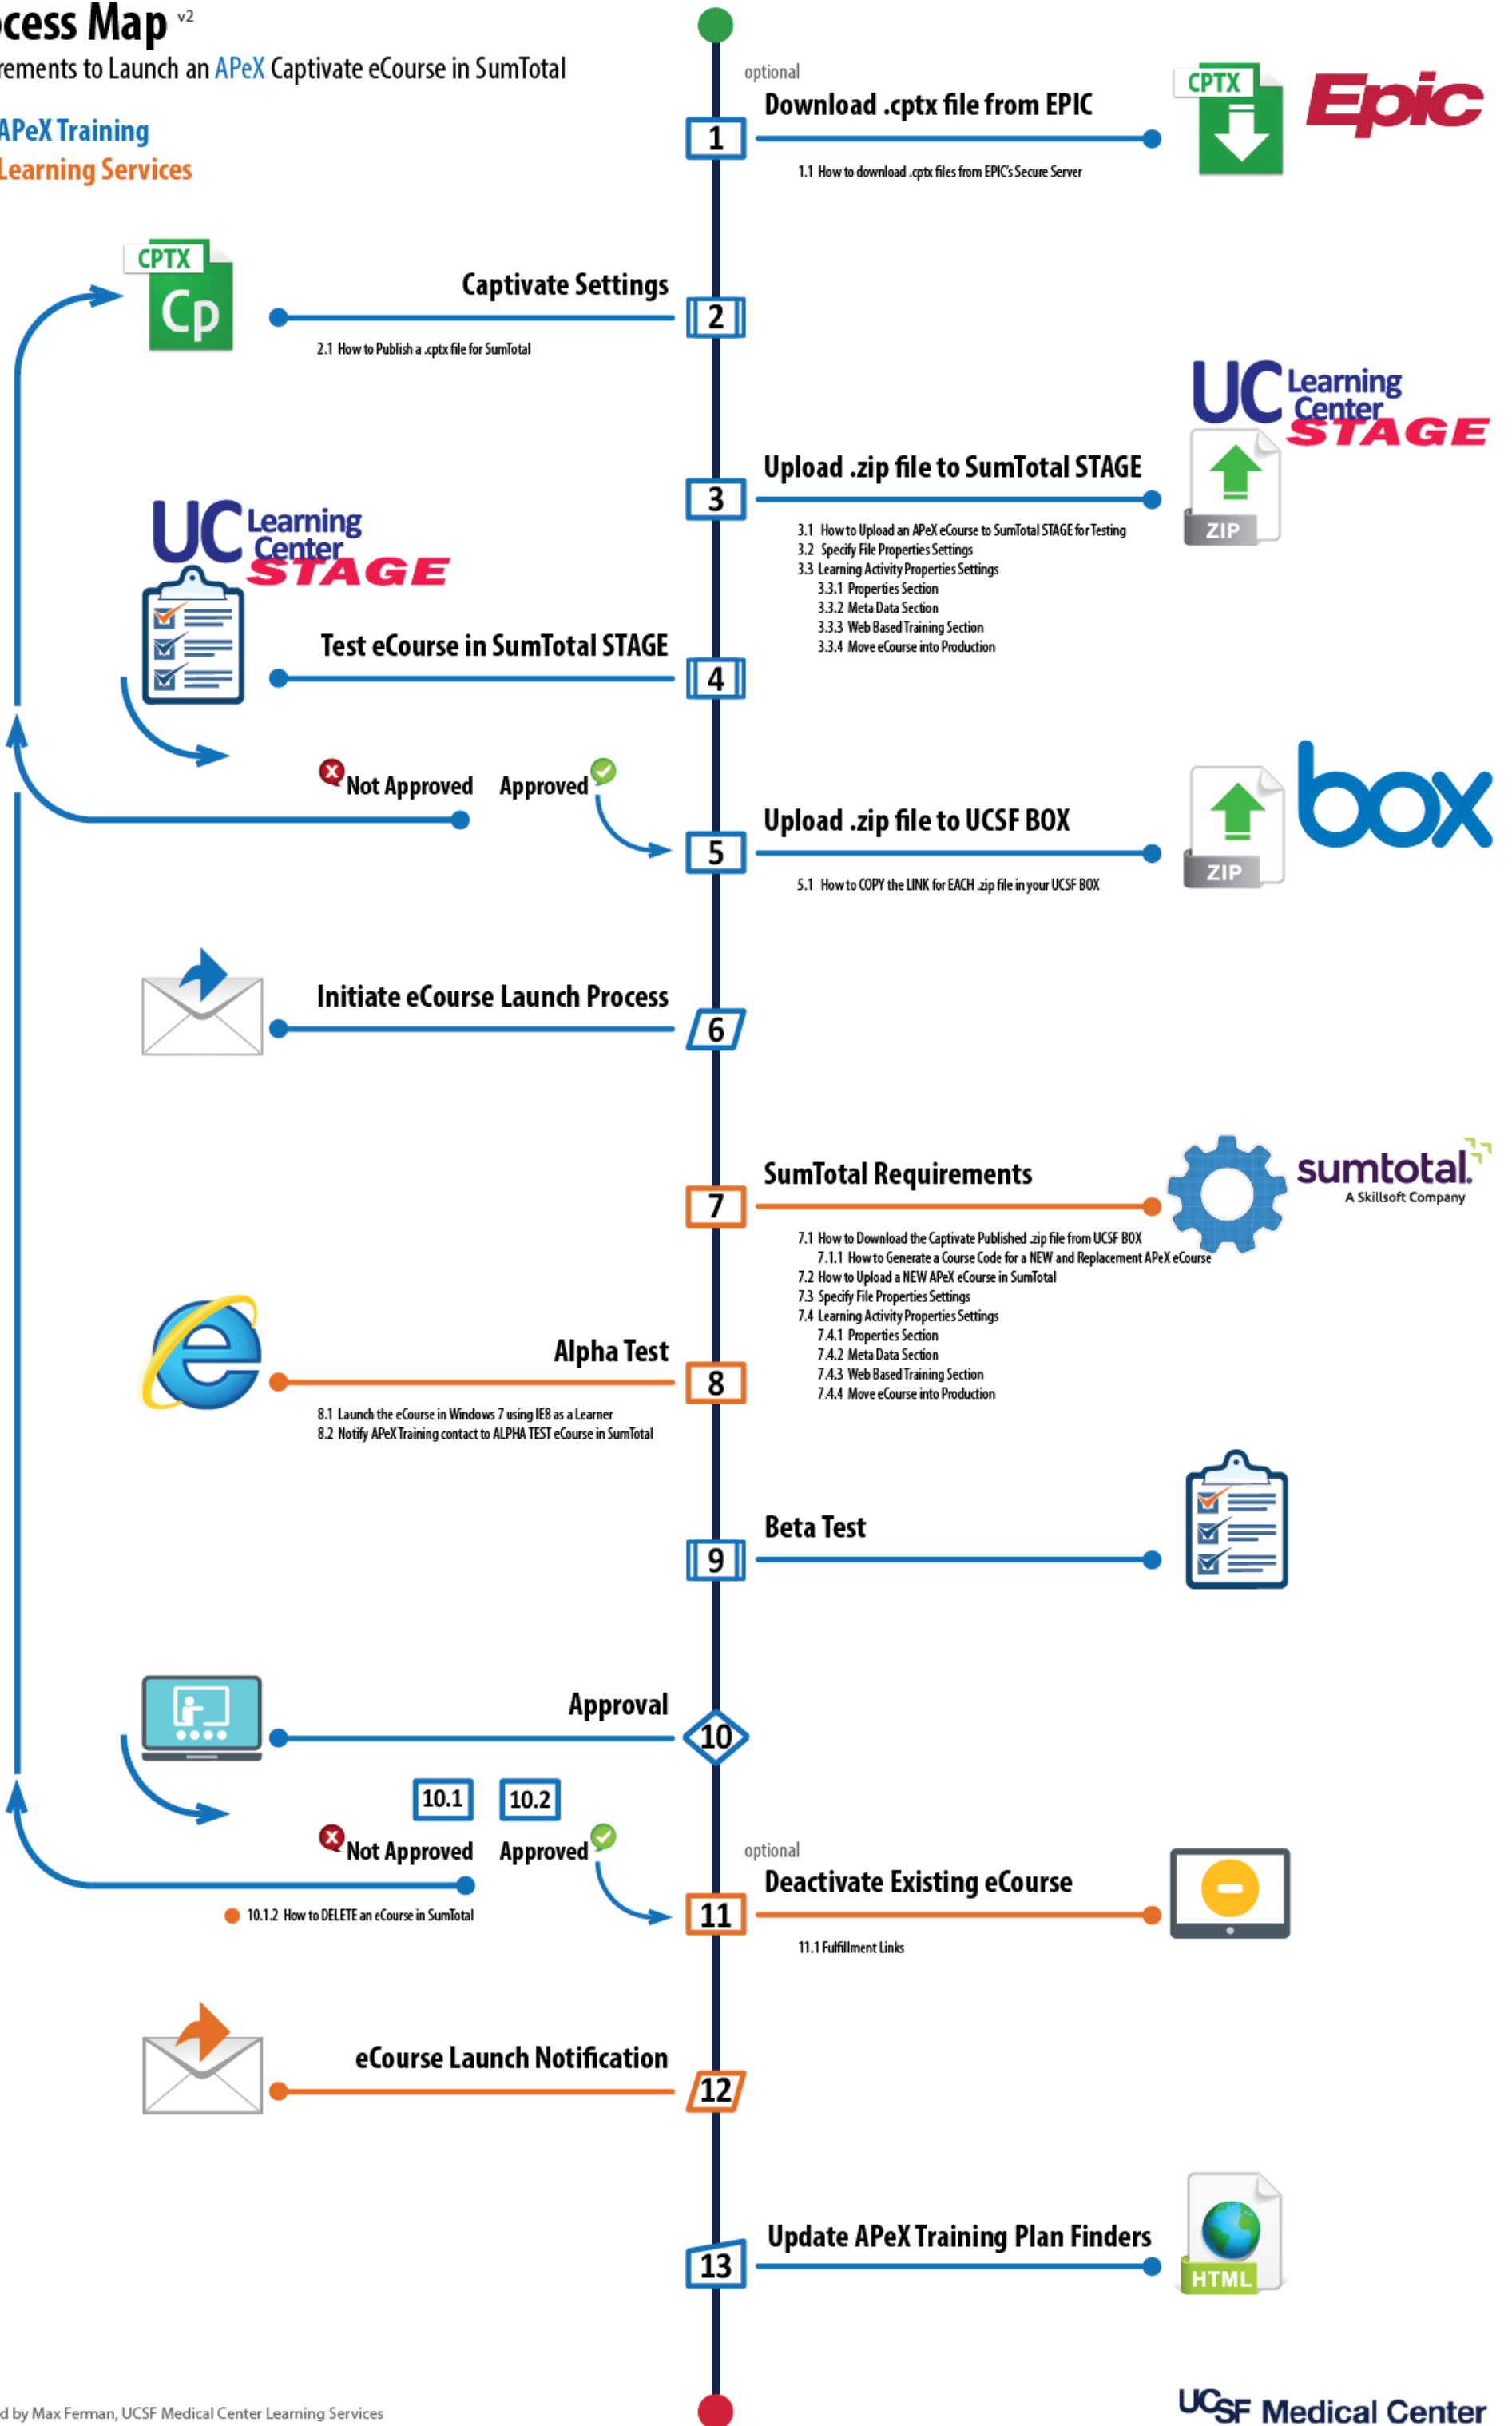 ocess Map v2
rements to Launch an APeX Captivate eCourse in SumTotal
APeX Training
Learning Services
optional
Download .cptx file from EPIC
1
1.1 How to download .cptx files from EPIC's Secure Server
CPTX
Epic
CPTX
Cp
Captivate Settings
2
2.1 How to Publish a .cptx file for SumTotal
UC Learning Center
STAGE
ZIP
Upload .zip file to SumTotal STAGE
3
3.1 How to Upload an APeX eCourse to SumTotal STAGE for Testing
3.2 Specify File Properties Settings
3.3 Learning Activity Properties Settings
3.3.1 Properties Section
3.3.2 Meta Data Section
3.3.3 Web Based Training Section
3.3.4 Move eCourse into Production
UC Learning Center
STAGE
Test eCourse in SumTotal STAGE
4
Not Approved
Approved
Upload .zip file to UCSF BOX
5
5.1 How to COPY the LINK for EACH .zip file in your UCSF BOX
ZIP
box
Initiate eCourse Launch Process
6
SumTotal Requirements
7
7.1 How to Download the Captivate Published .zip file from UCSF BOX
7.1.1 How to Generate a Course Code for a NEW and Replacement APeX eCourse
7.2 How to Upload a NEW APeX eCourse in SumTotal
7.3 Specify File Properties Settings
7.4 Learning Activity Properties Settings
7.4.1 Properties Section
7.4.2 Meta Data Section
7.4.3 Web Based Training Section
7.4.4 Move eCourse into Production
sumtotal.
A Skillsoft Company
Alpha Test
8
8.1 Launch the eCourse in Windows 7 using IE8 as a Learner
8.2 Notify APeX Training contact to ALPHA TEST eCourse in SumTotal
Beta Test
9
Approval
10
10.1
10.2
Not Approved
Approved
10.1.2 How to DELETE an eCourse in SumTotal
optional
Deactivate Existing eCourse
11
11.1 Fulfillment Links
eCourse Launch Notification
12
Update APeX Training Plan Finders
13
HTML
d by Max Ferman, UCSF Medical Center Learning Services
UCSF Medical Center